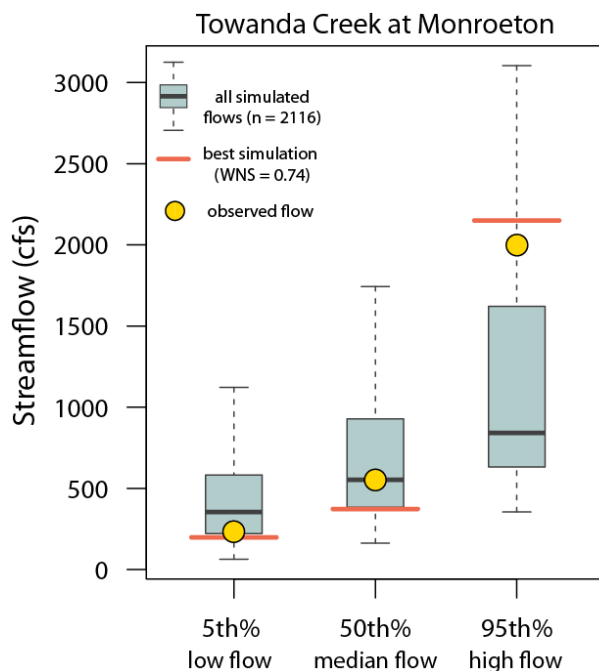 Towanda Creek at Monroeton
3000
2500
2000
1500
1000
500
0
Streamflow (cfs)
all simulated
flows (n = 2116)
best simulation
(WNS = 0.74)
observed flow
5th%
low flow
50th%
median flow
95th%
high flow